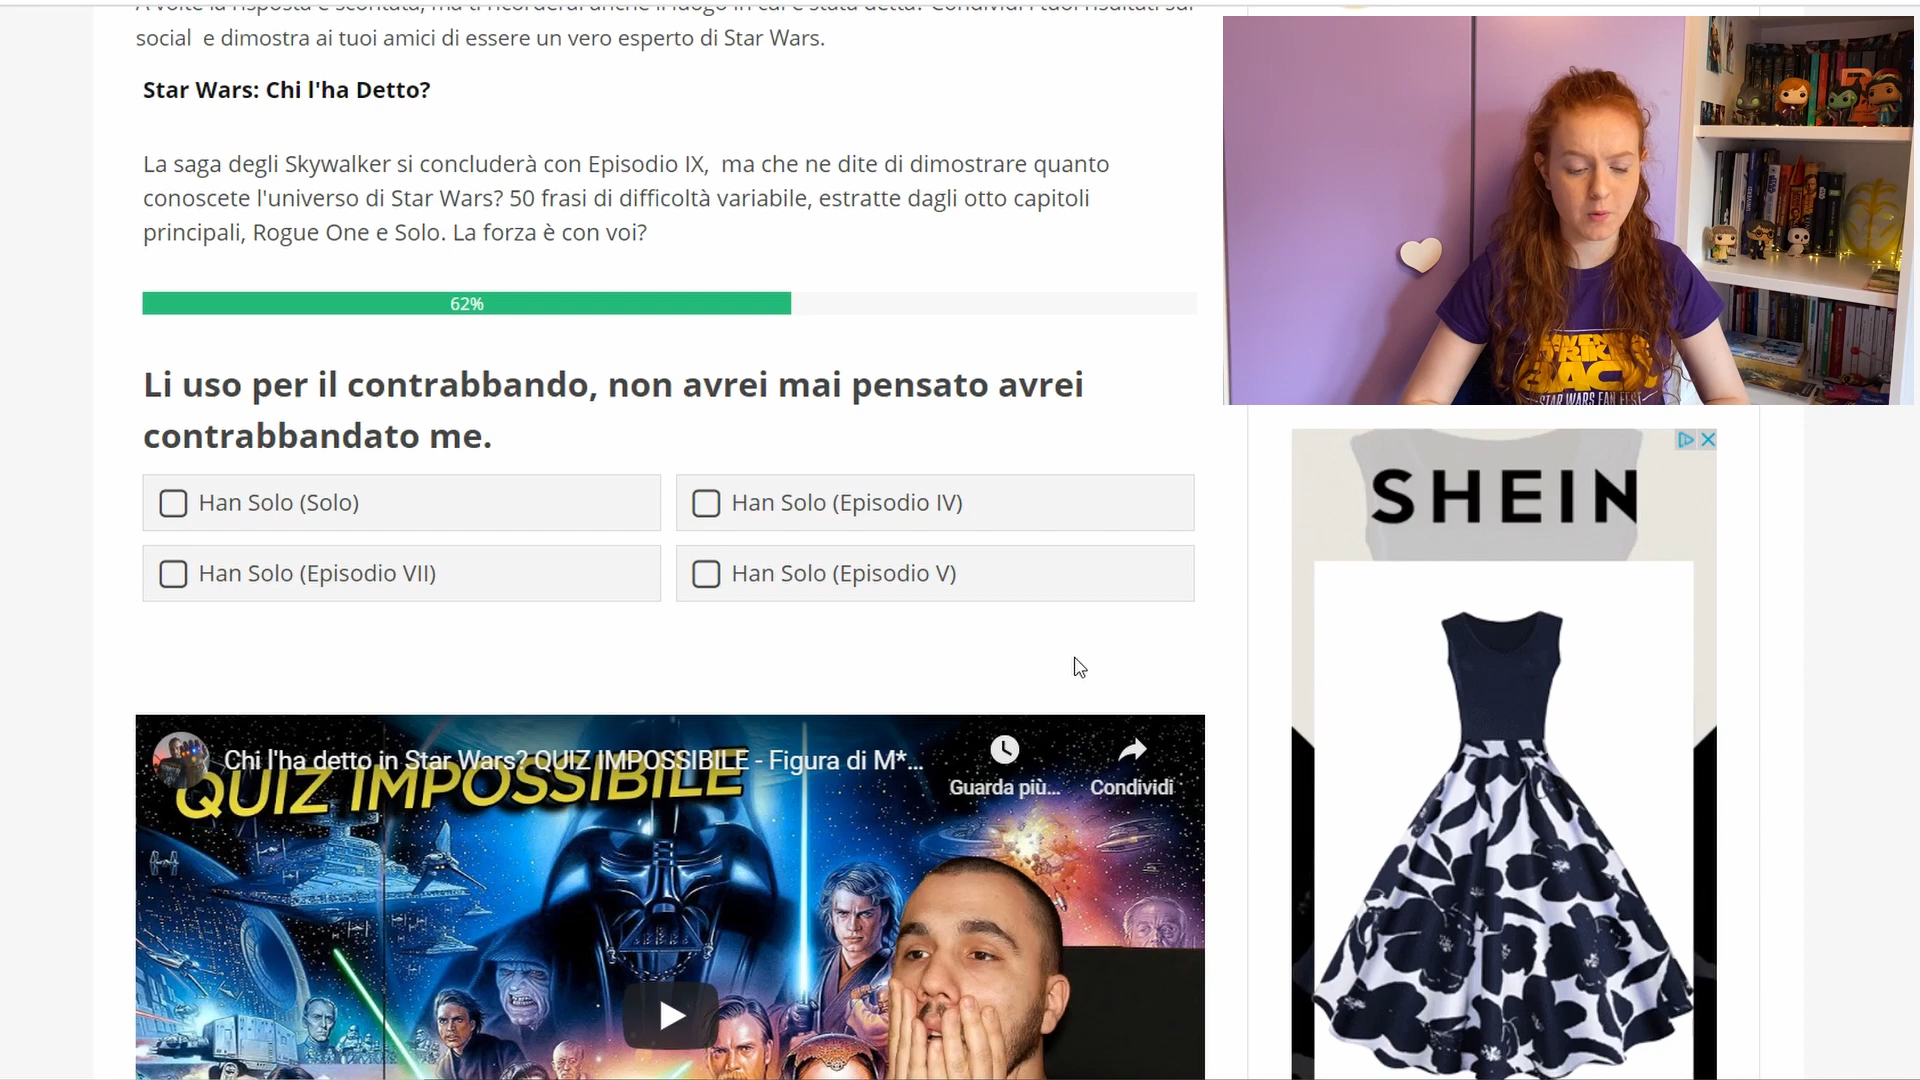 social e dimostra ai tuoi amici di essere un vero esperto di Star Wars.
Star Wars: Chi l'ha Detto?
La saga degli Skywalker si concluderà con Episodio IX, ma che ne dite di dimostrare quanto
conoscete l'universo di Star Wars? 50 frasi di difficoltà variabile, estratte dagli otto capitoli
principali, Rogue One e Solo. La forza è con voi?
62%
Li uso per il contrabbando, non avrei mai pensato avrei
contrabbandato me.
Han Solo (Solo)
Han Solo (Episodio IV)
Han Solo (Episodio VII)
Han Solo (Episodio V)
Chi l'ha detto in Star Wars? QUIZ IMPOSSIBILE - Figura di M*...
Guarda più...
Condividi
QUIZ IMPOSSIBILE
STAR WARS FAN FEST
SHEIN